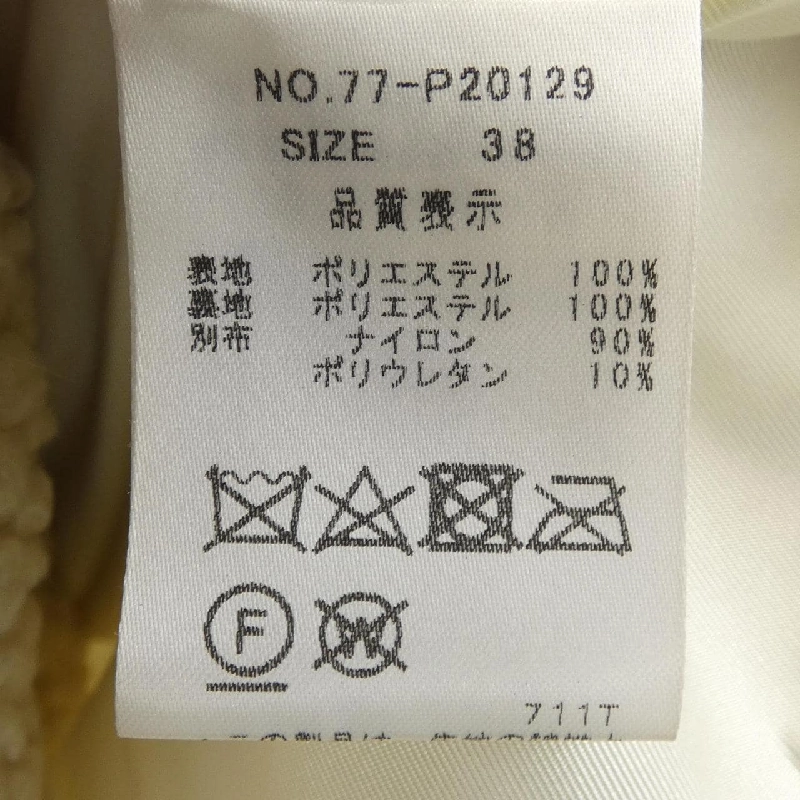 NO.77-P20129
SIZE 38
品質表示
表地 ポリエステル 100%
裏地 ポリエステル 100%
別布 ナイロン 90%
ポリウレタン 10%
F W
711T